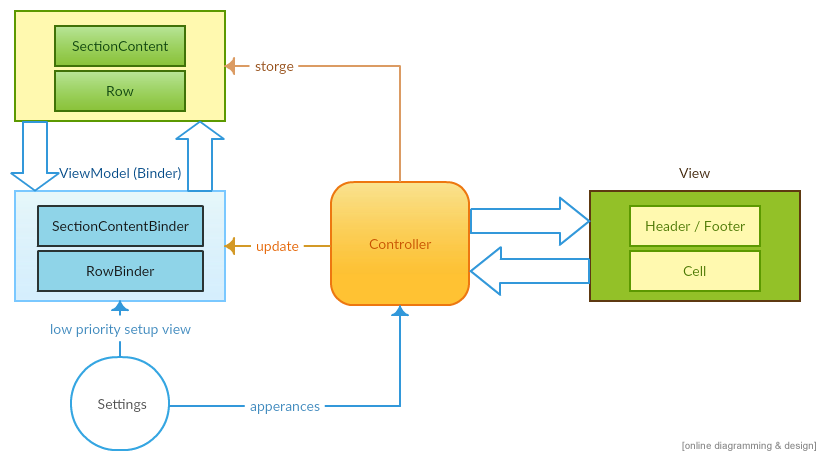 SectionContent
Row
storge
ViewModel (Binder)
View
SectionContentBinder
RowBinder
update
Controller
Header / Footer
Cell
low priority setup view
Settings
apperances
[online diagramming & design]